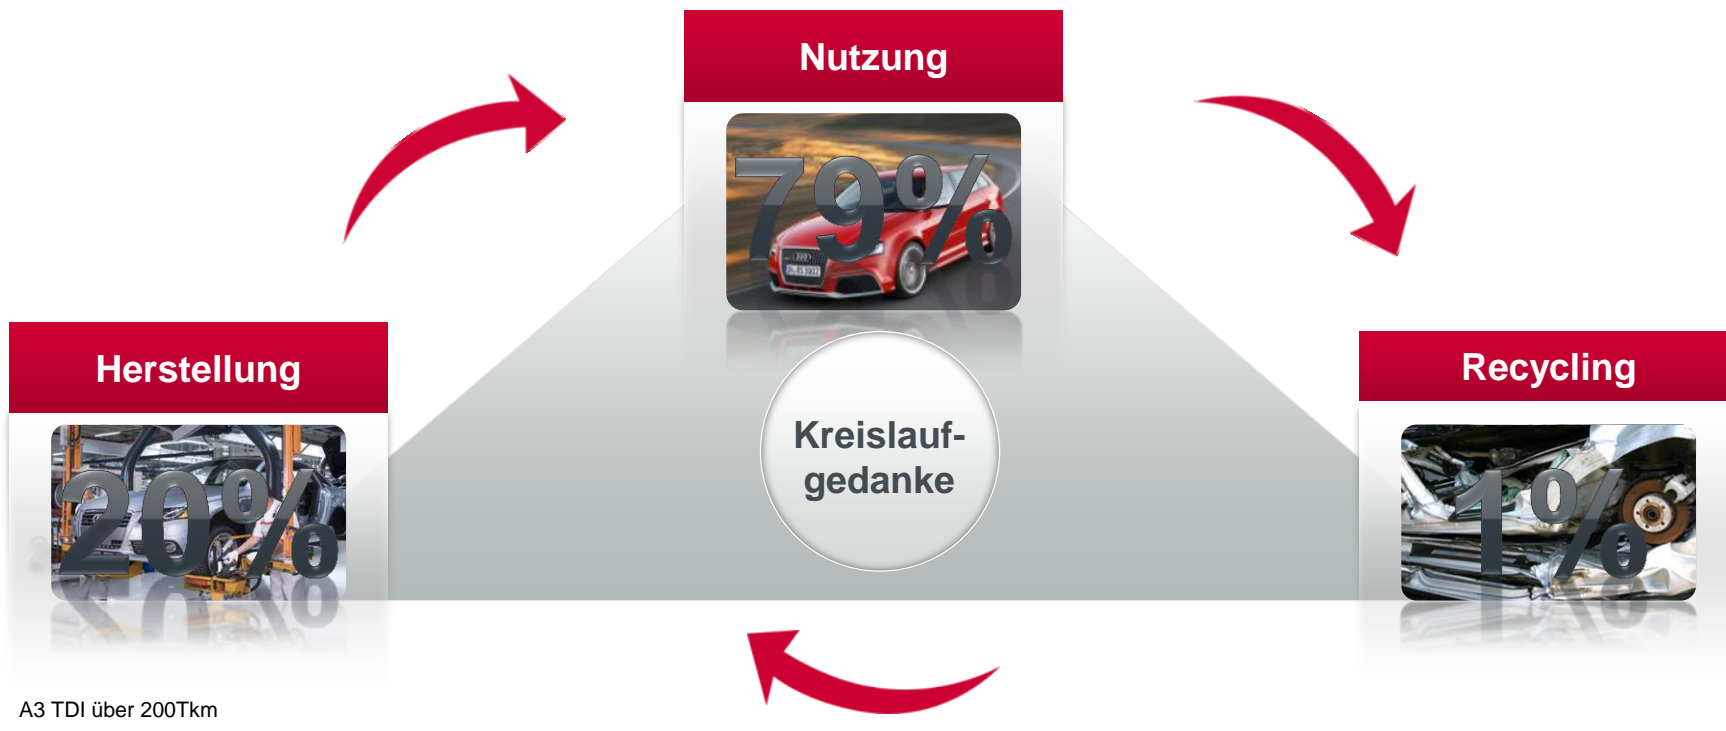 Nutzung
79%
Herstellung
20%
Recycling
1%
Kreislauf-
gedanke
A3 TDI über 200Tkm